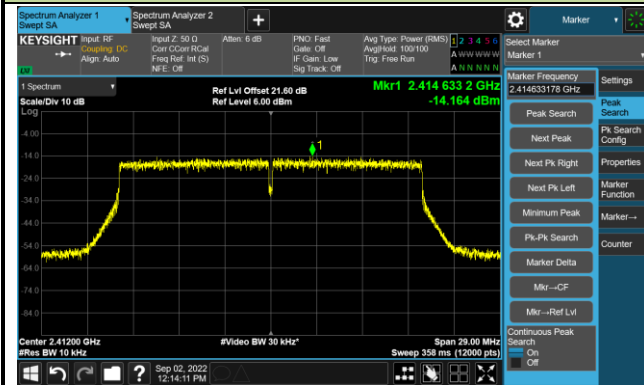 Spectrum Analyzer 1
Swept SA
Spectrum Analyzer 2
Swept SA
+
Marker
KEYSIGHT
Input: RF
Coupling: DC
Align: Auto
Input Z: 50 Ω
Corr CCorr RCal
Freq Ref: Int (S)
NFE: Off
Atten: 6 dB
PNO: Fast
Gate: Off
IF Gain: Low
Sig Track: Off
Avg Type: Power (RMS)
Avg|Hold: 100/100
Trig: Free Run
1 2 3 4 5 6
A W W W W W
A N N N N N
LV
Select Marker
Marker 1
1 Spectrum
Scale/Div 10 dB
Log
Ref Lvl Offset 21.60 dB
Ref Level 6.00 dBm
Mkr1 2.414 633 2 GHz
-14.164 dBm
1
-4.00
-14.0
-24.0
-34.0
-44.0
-54.0
-64.0
-74.0
-84.0
Center 2.41200 GHz
#Res BW 10 kHz
#Video BW 30 kHz*
Span 29.00 MHz
Sweep 358 ms (12000 pts)
Marker Frequency
2.414633178 GHz
Peak Search
Next Peak
Next Pk Right
Next Pk Left
Minimum Peak
Pk-Pk Search
Marker Delta
Mkr→CF
Mkr→Ref Lvl
Continuous Peak
Search
On
Off
Settings
Peak
Search
Pk Search
Config
Properties
Marker
Function
Marker→
Counter
?
Sep 02, 2022
12:14:11 PM